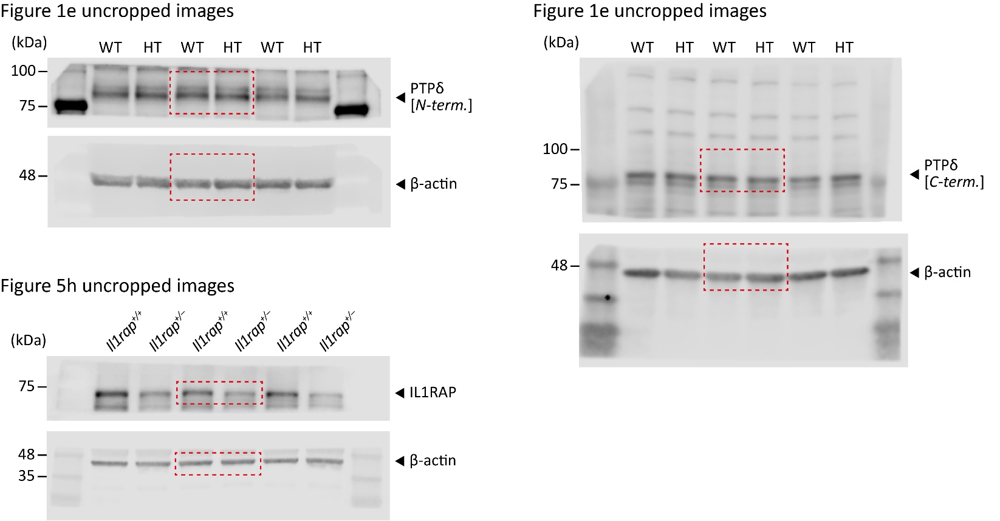 Figure 1e uncropped images
(kDa)
WT HT WT HT WT HT
100
75
PTPδ
[N-term.]
48
β-actin
Figure 1e uncropped images
(kDa)
WT HT WT HT WT HT
100
75
PTPδ
[C-term.]
48
β-actin
Figure 5h uncropped images
(kDa)
Il1rap+/+ Il1rap+/– Il1rap+/+ Il1rap+/– Il1rap+/+ Il1rap+/–
75
IL1RAP
48
35
β-actin